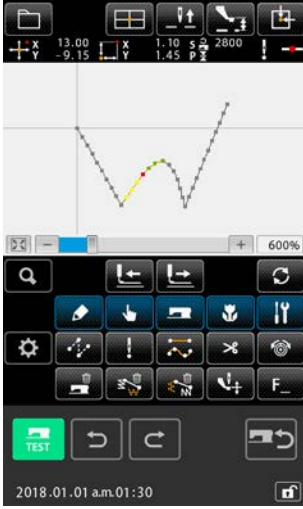 X 13.00 X 1.10 S 2800
Y -9.15 Y 1.45 P
600%
F_
TEST
2018.01.01 a.m.01:30